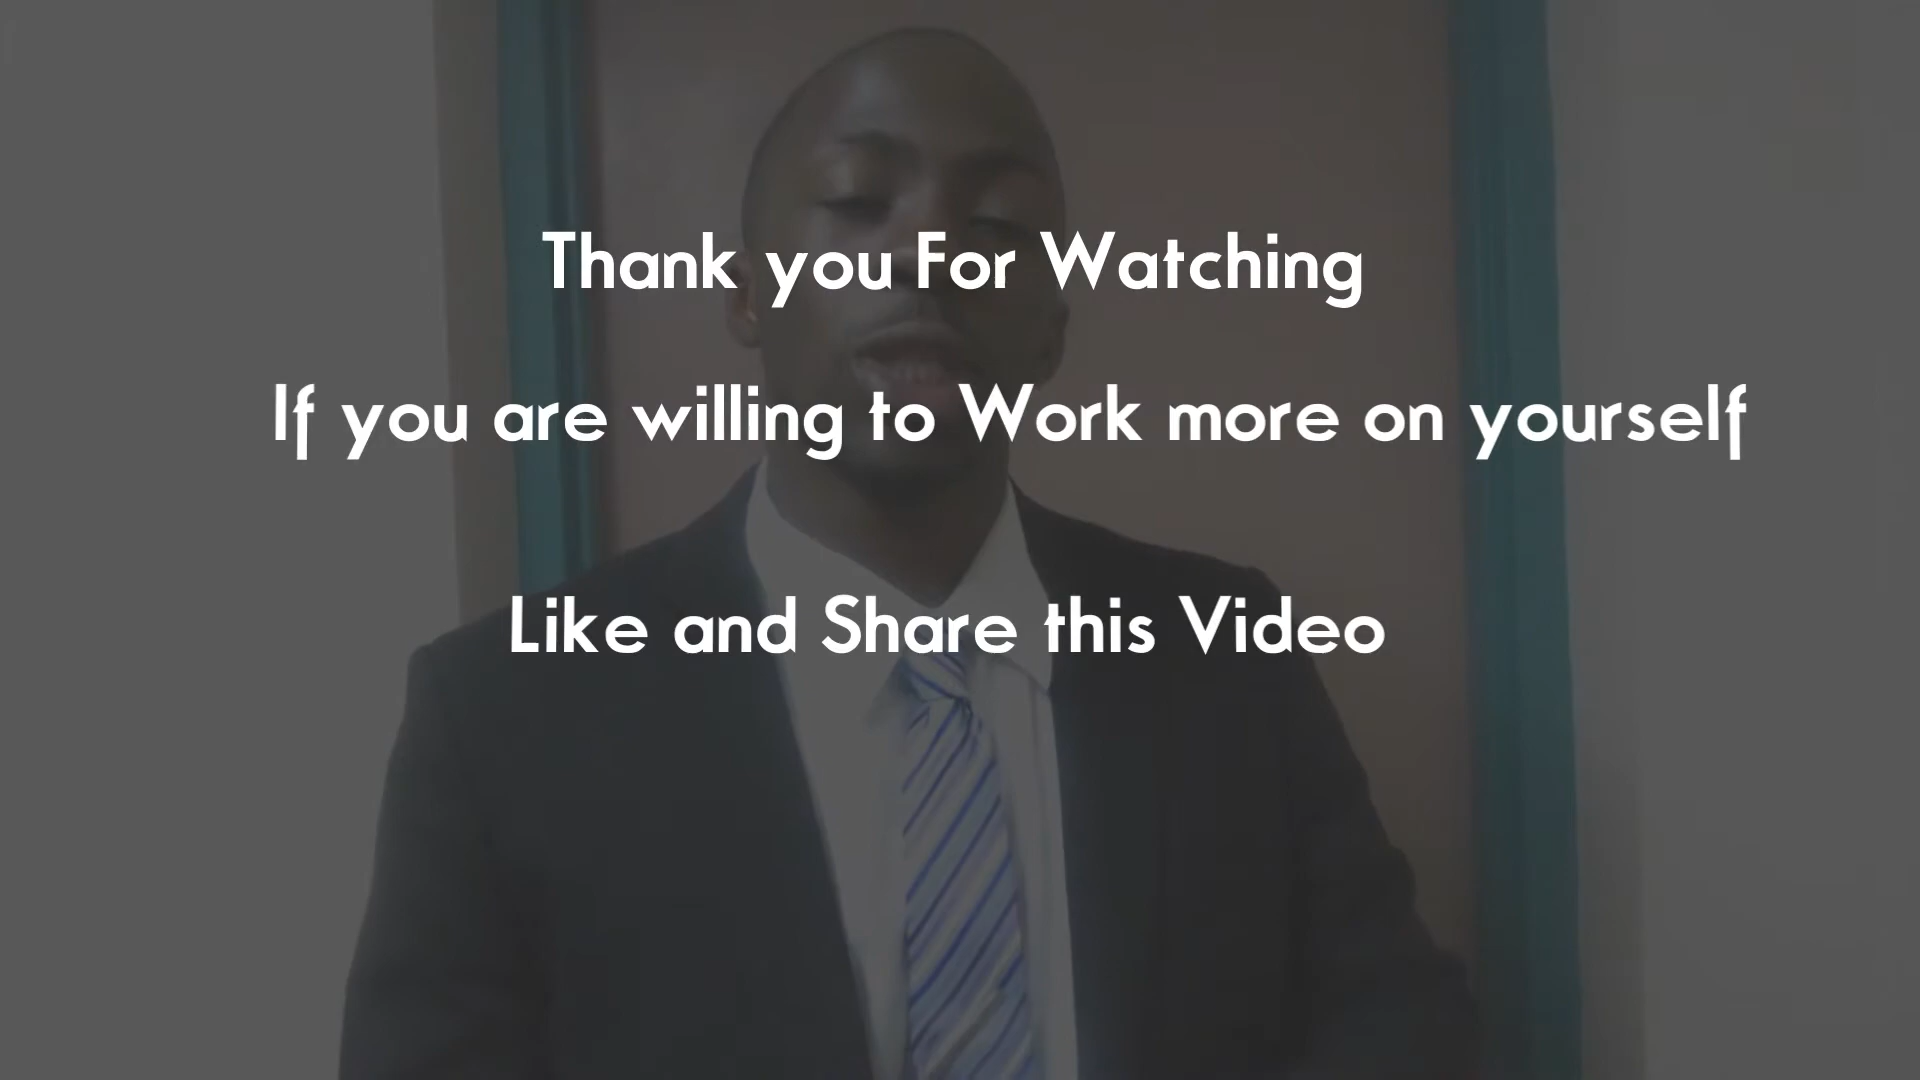 Thank you For Watching
If you are willing to Work more on yourself
Like and Share this Video